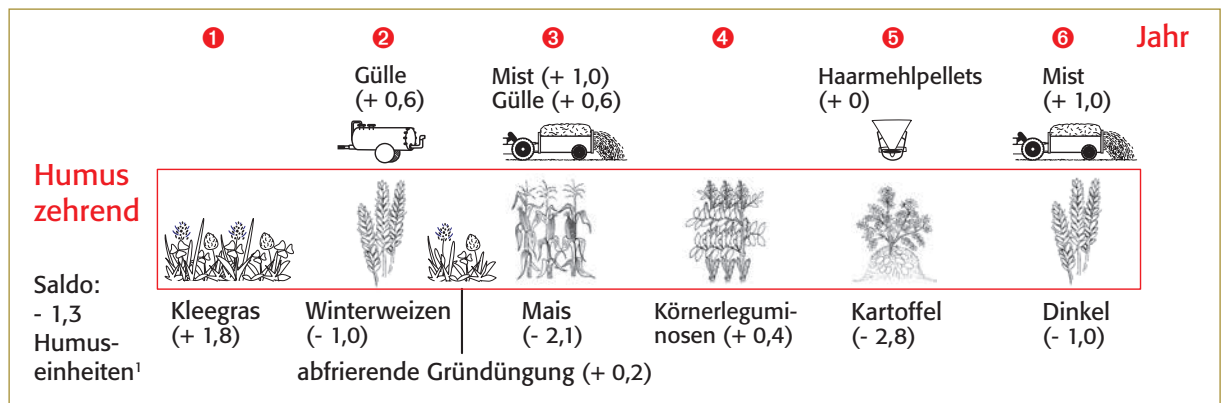 ❶ ❷ ❸ ❹ ❺ ❻ Jahr
Gülle
(+ 0,6)
Mist (+ 1,0)
Gülle (+ 0,6)
Haarmehlpellets
(+ 0)
Mist
(+ 1,0)
Humus
zehrend
Saldo:
- 1,3
Humus-
einheiten¹
Kleegras
(+ 1,8)
Winterweizen
(- 1,0)
abfrierende Gründüngung (+ 0,2)
Mais
(- 2,1)
Körnerlegumi-
nosen (+ 0,4)
Kartoffel
(- 2,8)
Dinkel
(- 1,0)